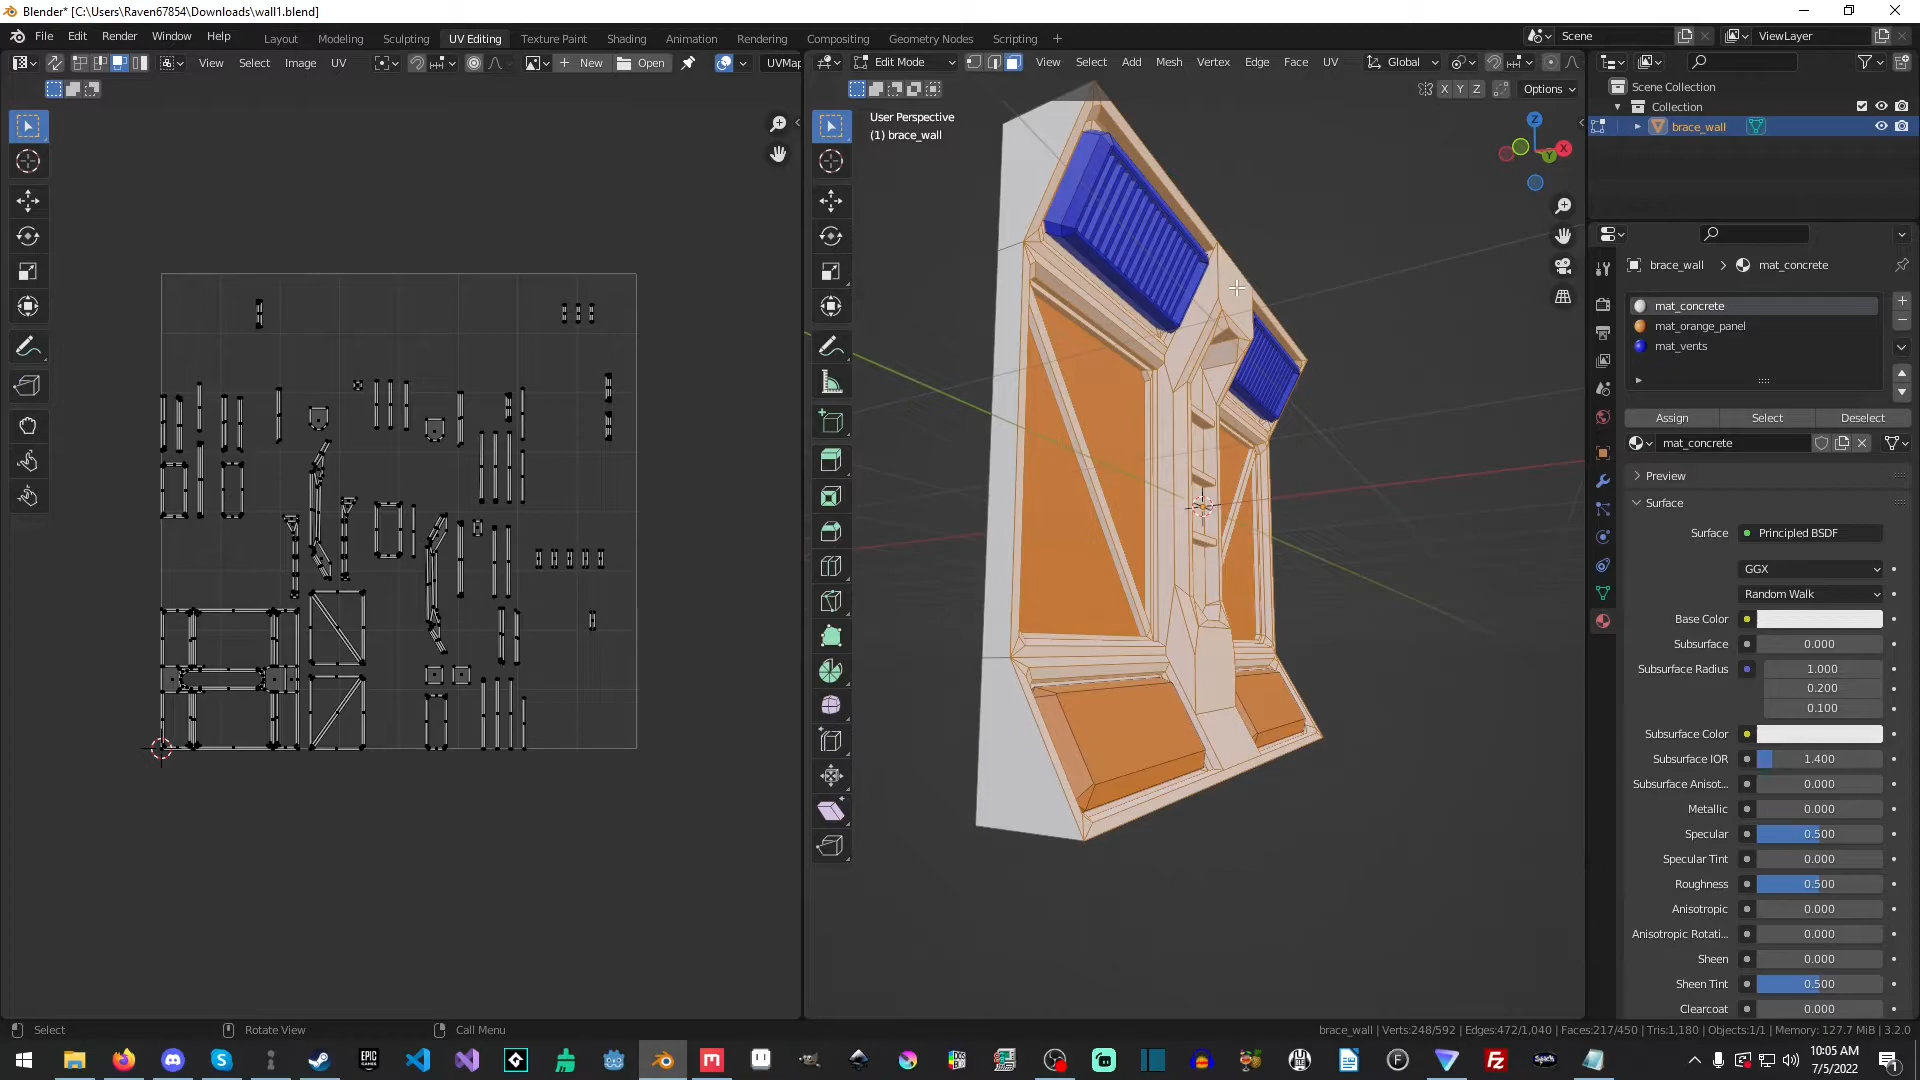 Blender* [C:\Users\Raven67854\Downloads\wall1.blend]
File Edit Render Window Help
Layout Modeling Sculpting UV Editing Texture Paint Shading Animation Rendering Compositing Geometry Nodes Scripting +
Scene
ViewLayer
View Select Image UV
New
Open
UVMap
Edit Mode
View Select Add Mesh Vertex Edge Face UV
Global
X Y Z
Options
User Perspective
(1) brace_wall
Z
X
Y
Scene Collection
Collection
brace_wall
brace_wall > mat_concrete
mat_concrete
mat_orange_panel
mat_vents
Assign Select Deselect
mat_concrete
Preview
Surface
Surface Principled BSDF
GGX
Random Walk
Base Color
Subsurface 0.000
Subsurface Radius 1.000
0.200
0.100
Subsurface Color
Subsurface IOR 1.400
Subsurface Anisot... 0.000
Metallic 0.000
Specular 0.500
Specular Tint 0.000
Roughness 0.500
Anisotropic 0.000
Anisotropic Rotati... 0.000
Sheen 0.000
Sheen Tint 0.500
Clearcoat 0.000
Select
Rotate View
Call Menu
brace_wall | Verts:248/592 | Edges:472/1,040 | Faces:217/450 | Tris:1,180 | Objects:1/1 | Memory: 127.7 MiB | 3.2.0
10:05 AM
7/5/2022